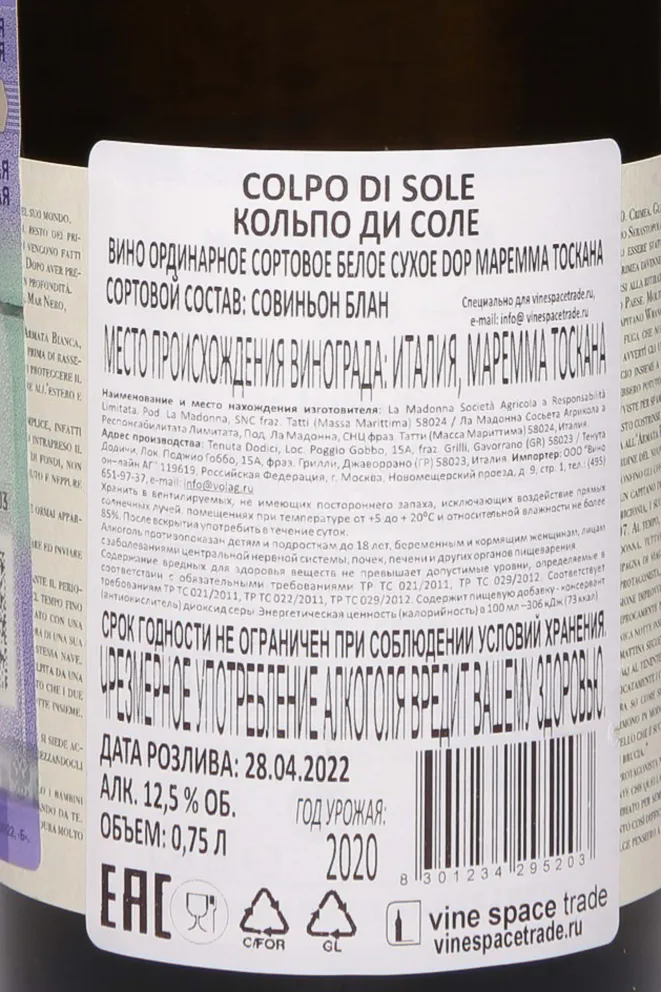 COLPO DI SOLE
КОЛЬПО ДИ СОЛЕ
ВИНО ОРДИНАРНОЕ СОРТОВОЕ БЕЛОЕ СУХОЕ DOP МАРЕММА ТОСКАНА
СОРТОВОЙ СОСТАВ: СОВИНЬОН БЛАН
Специально для vinespacetrade.ru,
e-mail: info@ vinespacetrade.ru
МЕСТО ПРОИСХОЖДЕНИЯ ВИНОГРАДА: ИТАЛИЯ, МАРЕММА ТОСКАНА
Наименование и место нахождения изготовителя: La Madonna Società Agricola a Responsabilità
Limitata. Pod. La Madonna, SNC fraz. Tatti (Massa Marittima) 58024 / Ла Мадонна Сосьета Агрикола а
Респонсабилитата Лимитата, Под. Ла Мадонна, СНЦ фраз. Татти (Масса Мариттима) 58024, Италия.
Адрес производства: Tenuta Dodici, Loc. Poggio Gobbo, 15A, fraz. Grilli, Gavorrano (GR) 58023 / Тенута
Додичи, Лок. Поджио Гоббо, 15А, фраз. Грилли, Джаворрано (ГР) 58023, Италия. Импортер: ООО "Вино
он-лайн АГ" 119619, Российская Федерация, г. Москва, Новомещерский проезд, д. 9, стр. 1, тел.: (495)
651-97-37, e-mail: info@volag.ru
Хранить в вентилируемых, не имеющих постороннего запаха, исключающих воздействие прямых
солнечных лучей, помещениях при температуре от +5 до + 20°С и относительной влажности не более
85%. После вскрытия употребить в течение суток.
Алкоголь противопоказан детям и подросткам до 18 лет, беременным и кормящим женщинам, лицам
с заболеваниями центральной нервной системы, почек, печени и других органов пищеварения.
Содержание вредных для здоровья веществ не превышает допустимые уровни, определяемые в
соответствии с обязательными требованиями ТР ТС 021/2011, ТР ТС 029/2012. Соответствует
требованиям ТР ТС 021/2011, ТР ТС 022/2011, ТР ТС 029/2012. Содержит пищевую добавку - консервант
(антиокислитель) диоксид серы. Энергетическая ценность (калорийность) в 100 мл –306 кДж (73 ккал)
СРОК ГОДНОСТИ НЕ ОГРАНИЧЕН ПРИ СОБЛЮДЕНИИ УСЛОВИЙ ХРАНЕНИЯ.
ЧРЕЗМЕРНОЕ УПОТРЕБЛЕНИЕ АЛКОГОЛЯ ВРЕДИТ ВАШЕМУ ЗДОРОВЬЮ.
ДАТА РОЗЛИВА: 28.04.2022
АЛК. 12,5 % ОБ.
ОБЪЕМ: 0,75 Л
ГОД УРОЖАЯ:
2020
8 301234 295203
EAC
C/FOR
GL
vine space trade
vinespacetrade.ru